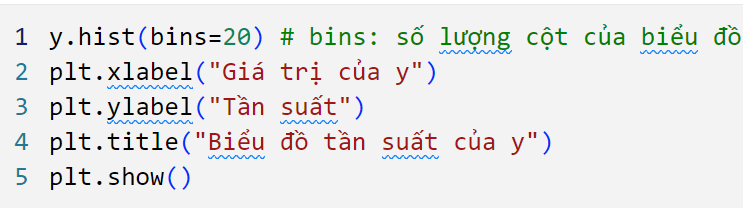 1 y.hist(bins=20) # bins: số lượng cột của biểu đồ
2 plt.xlabel("Giá trị của y")
3 plt.ylabel("Tần suất")
4 plt.title("Biểu đồ tần suất của y")
5 plt.show()